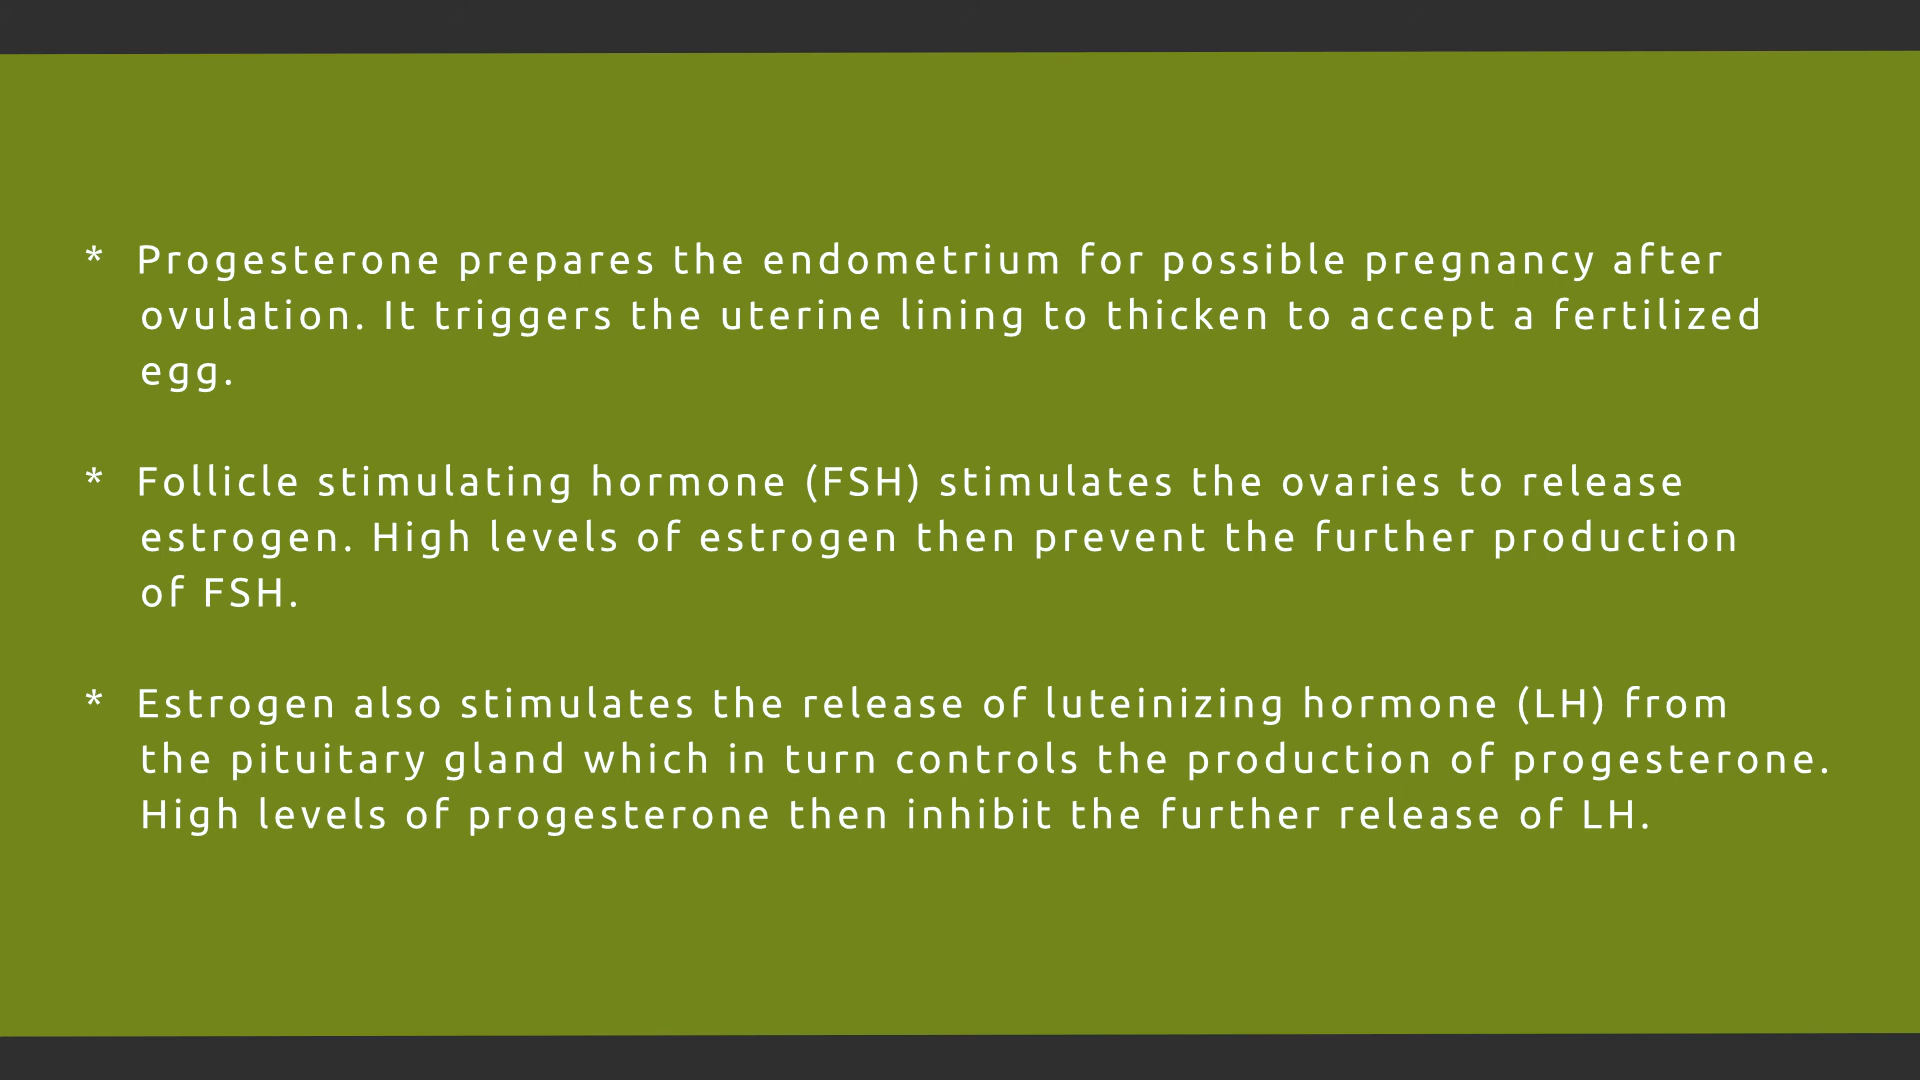 * Progesterone prepares the endometrium for possible pregnancy after
ovulation. It triggers the uterine lining to thicken to accept a fertilized
egg.
* Follicle stimulating hormone (FSH) stimulates the ovaries to release
estrogen. High levels of estrogen then prevent the further production
of FSH.
* Estrogen also stimulates the release of luteinizing hormone (LH) from
the pituitary gland which in turn controls the production of progesterone.
High levels of progesterone then inhibit the further release of LH.